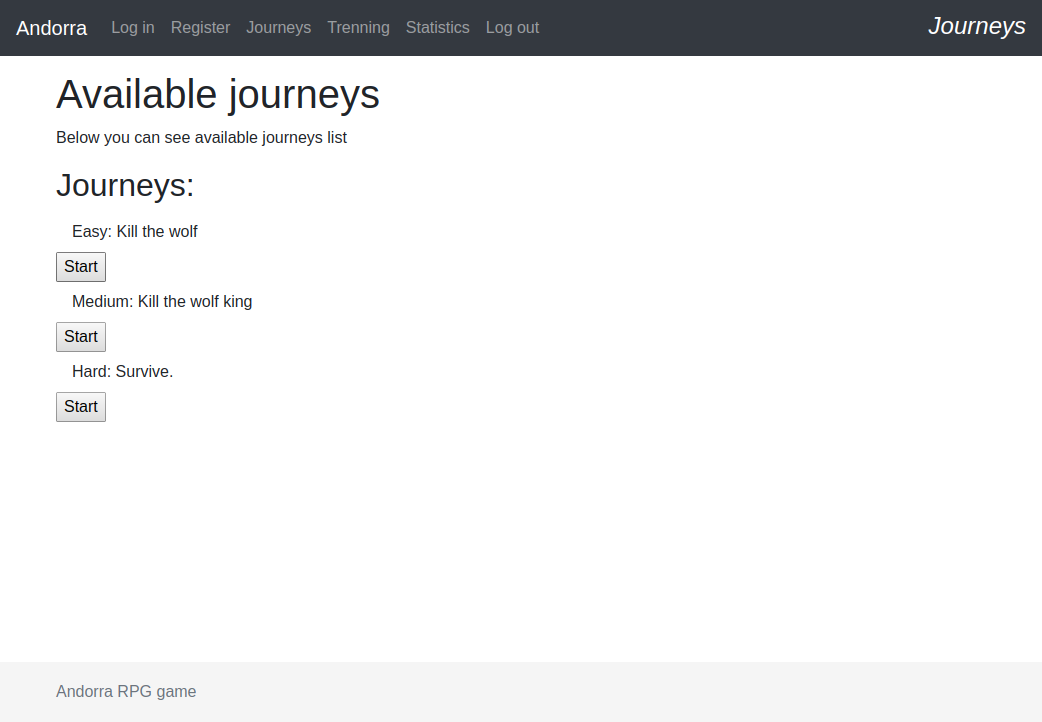 Andorra Log in Register Journeys Trenning Statistics Log out Journeys
Available journeys
Below you can see available journeys list
Journeys:
Easy: Kill the wolf
Start
Medium: Kill the wolf king
Start
Hard: Survive.
Start
Andorra RPG game